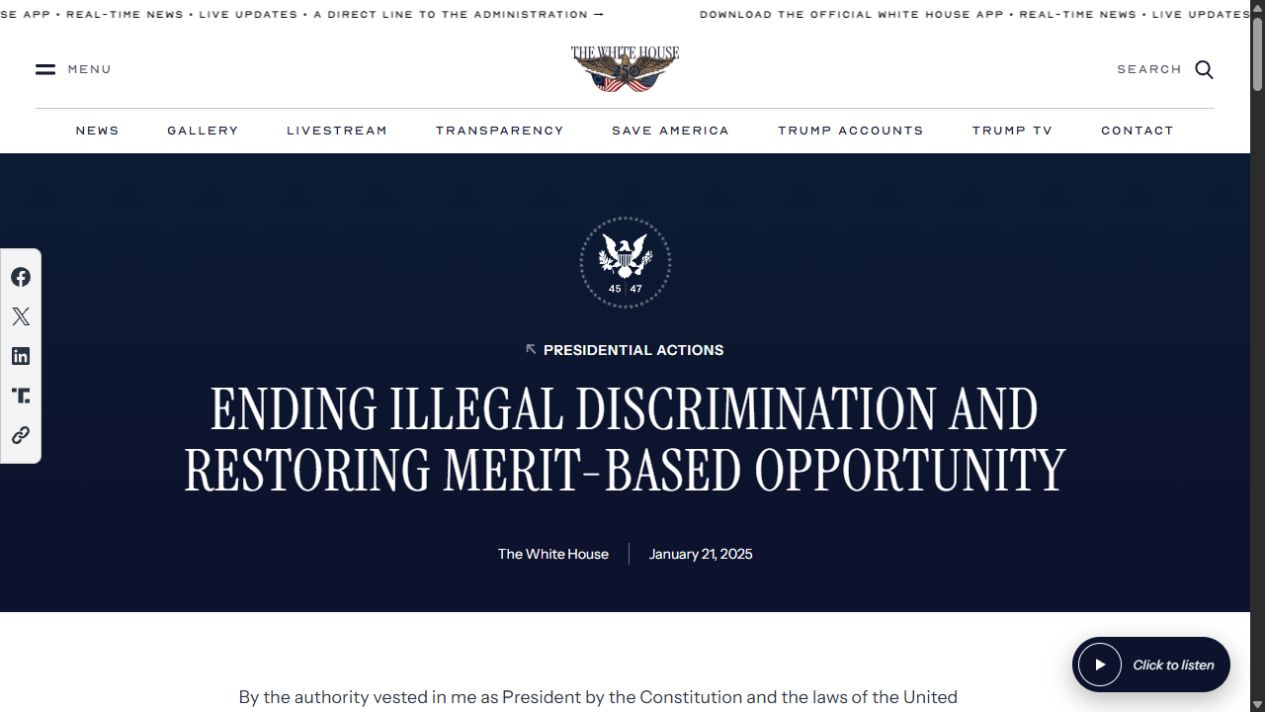 SE APP • REAL-TIME NEWS • LIVE UPDATES • A DIRECT LINE TO THE ADMINISTRATION → DOWNLOAD THE OFFICIAL WHITE HOUSE APP • REAL-TIME NEWS • LIVE UPDATES
MENU
THE WHITE HOUSE
250
SEARCH
NEWS GALLERY LIVESTREAM TRANSPARENCY SAVE AMERICA TRUMP ACCOUNTS TRUMP TV CONTACT
45 47
PRESIDENTIAL ACTIONS
ENDING ILLEGAL DISCRIMINATION AND
RESTORING MERIT-BASED OPPORTUNITY
The White House January 21, 2025
Click to listen
By the authority vested in me as President by the Constitution and the laws of the United